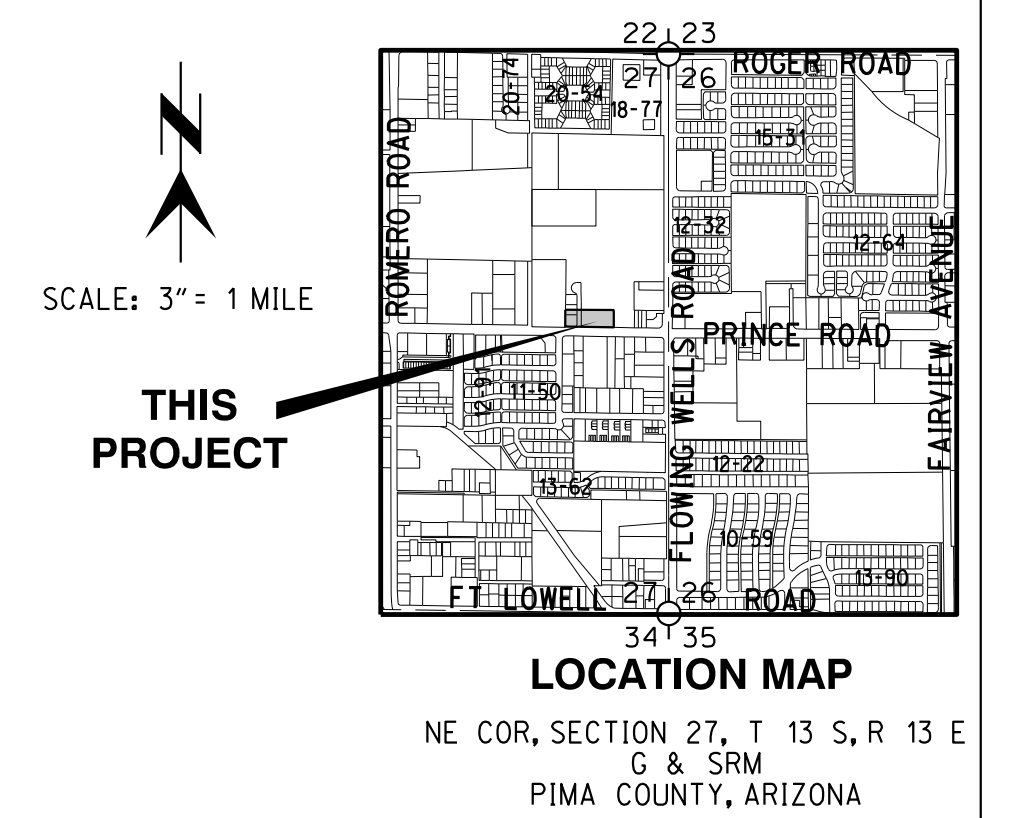 N
SCALE: 3" = 1 MILE
THIS
PROJECT
22 23
ROGER ROAD
27 26
20-74
20-54
18-77
15-31
ROMERO ROAD
12-32
12-64
FLOWING WELLS ROAD
FAIRVIEW AVENUE
PRINCE ROAD
12-91
11-50
12-22
13-62
10-59
13-90
FT LOWELL ROAD
27 26
34 35
LOCATION MAP
NE COR, SECTION 27, T 13 S, R 13 E
G & SRM
PIMA COUNTY, ARIZONA